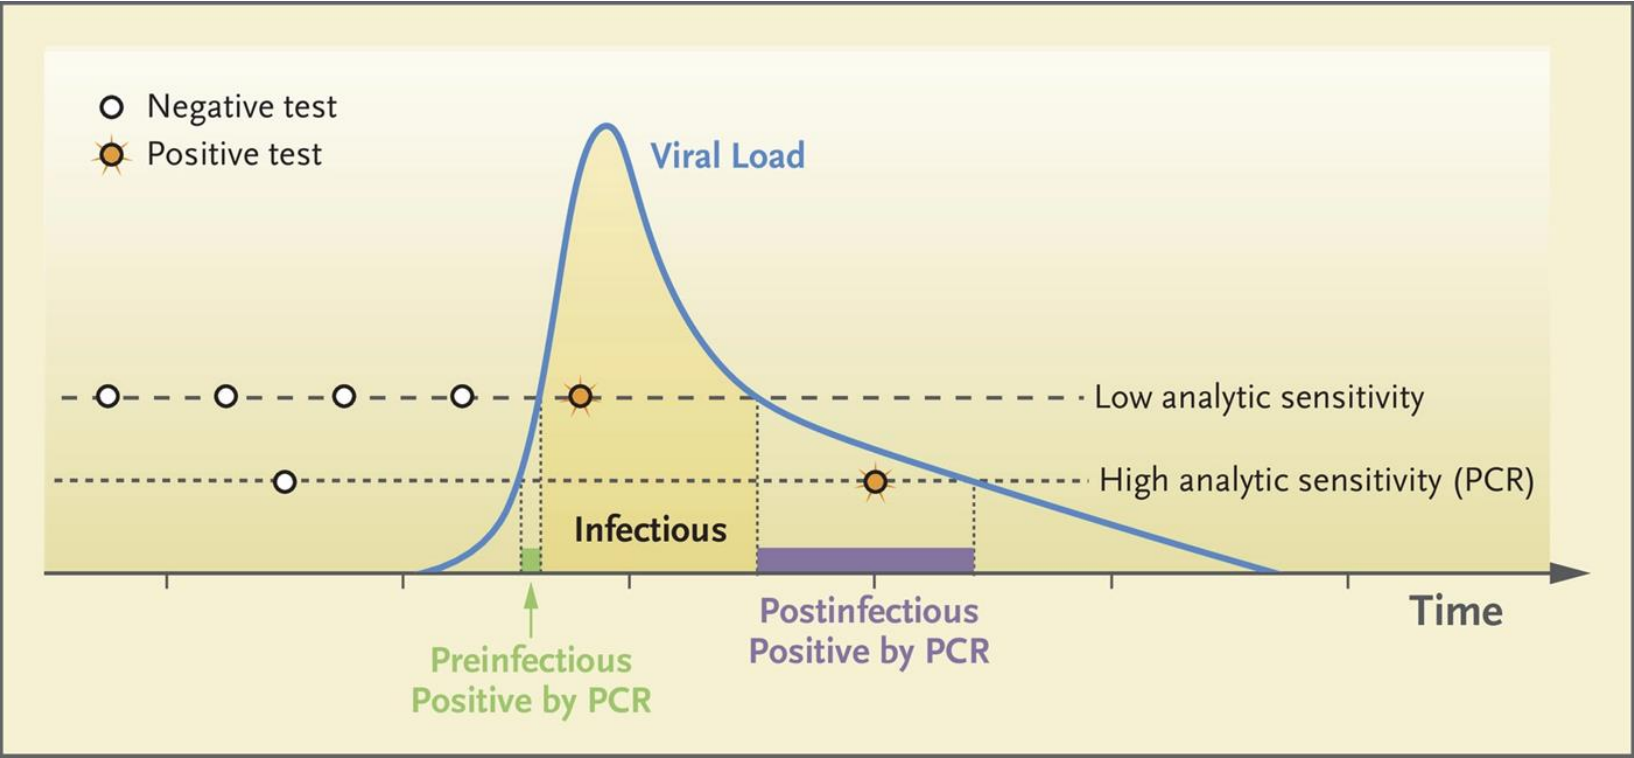 Negative test
Positive test
Viral Load
Low analytic sensitivity
High analytic sensitivity (PCR)
Infectious
Time
Postinfectious
Positive by PCR
Preinfectious
Positive by PCR